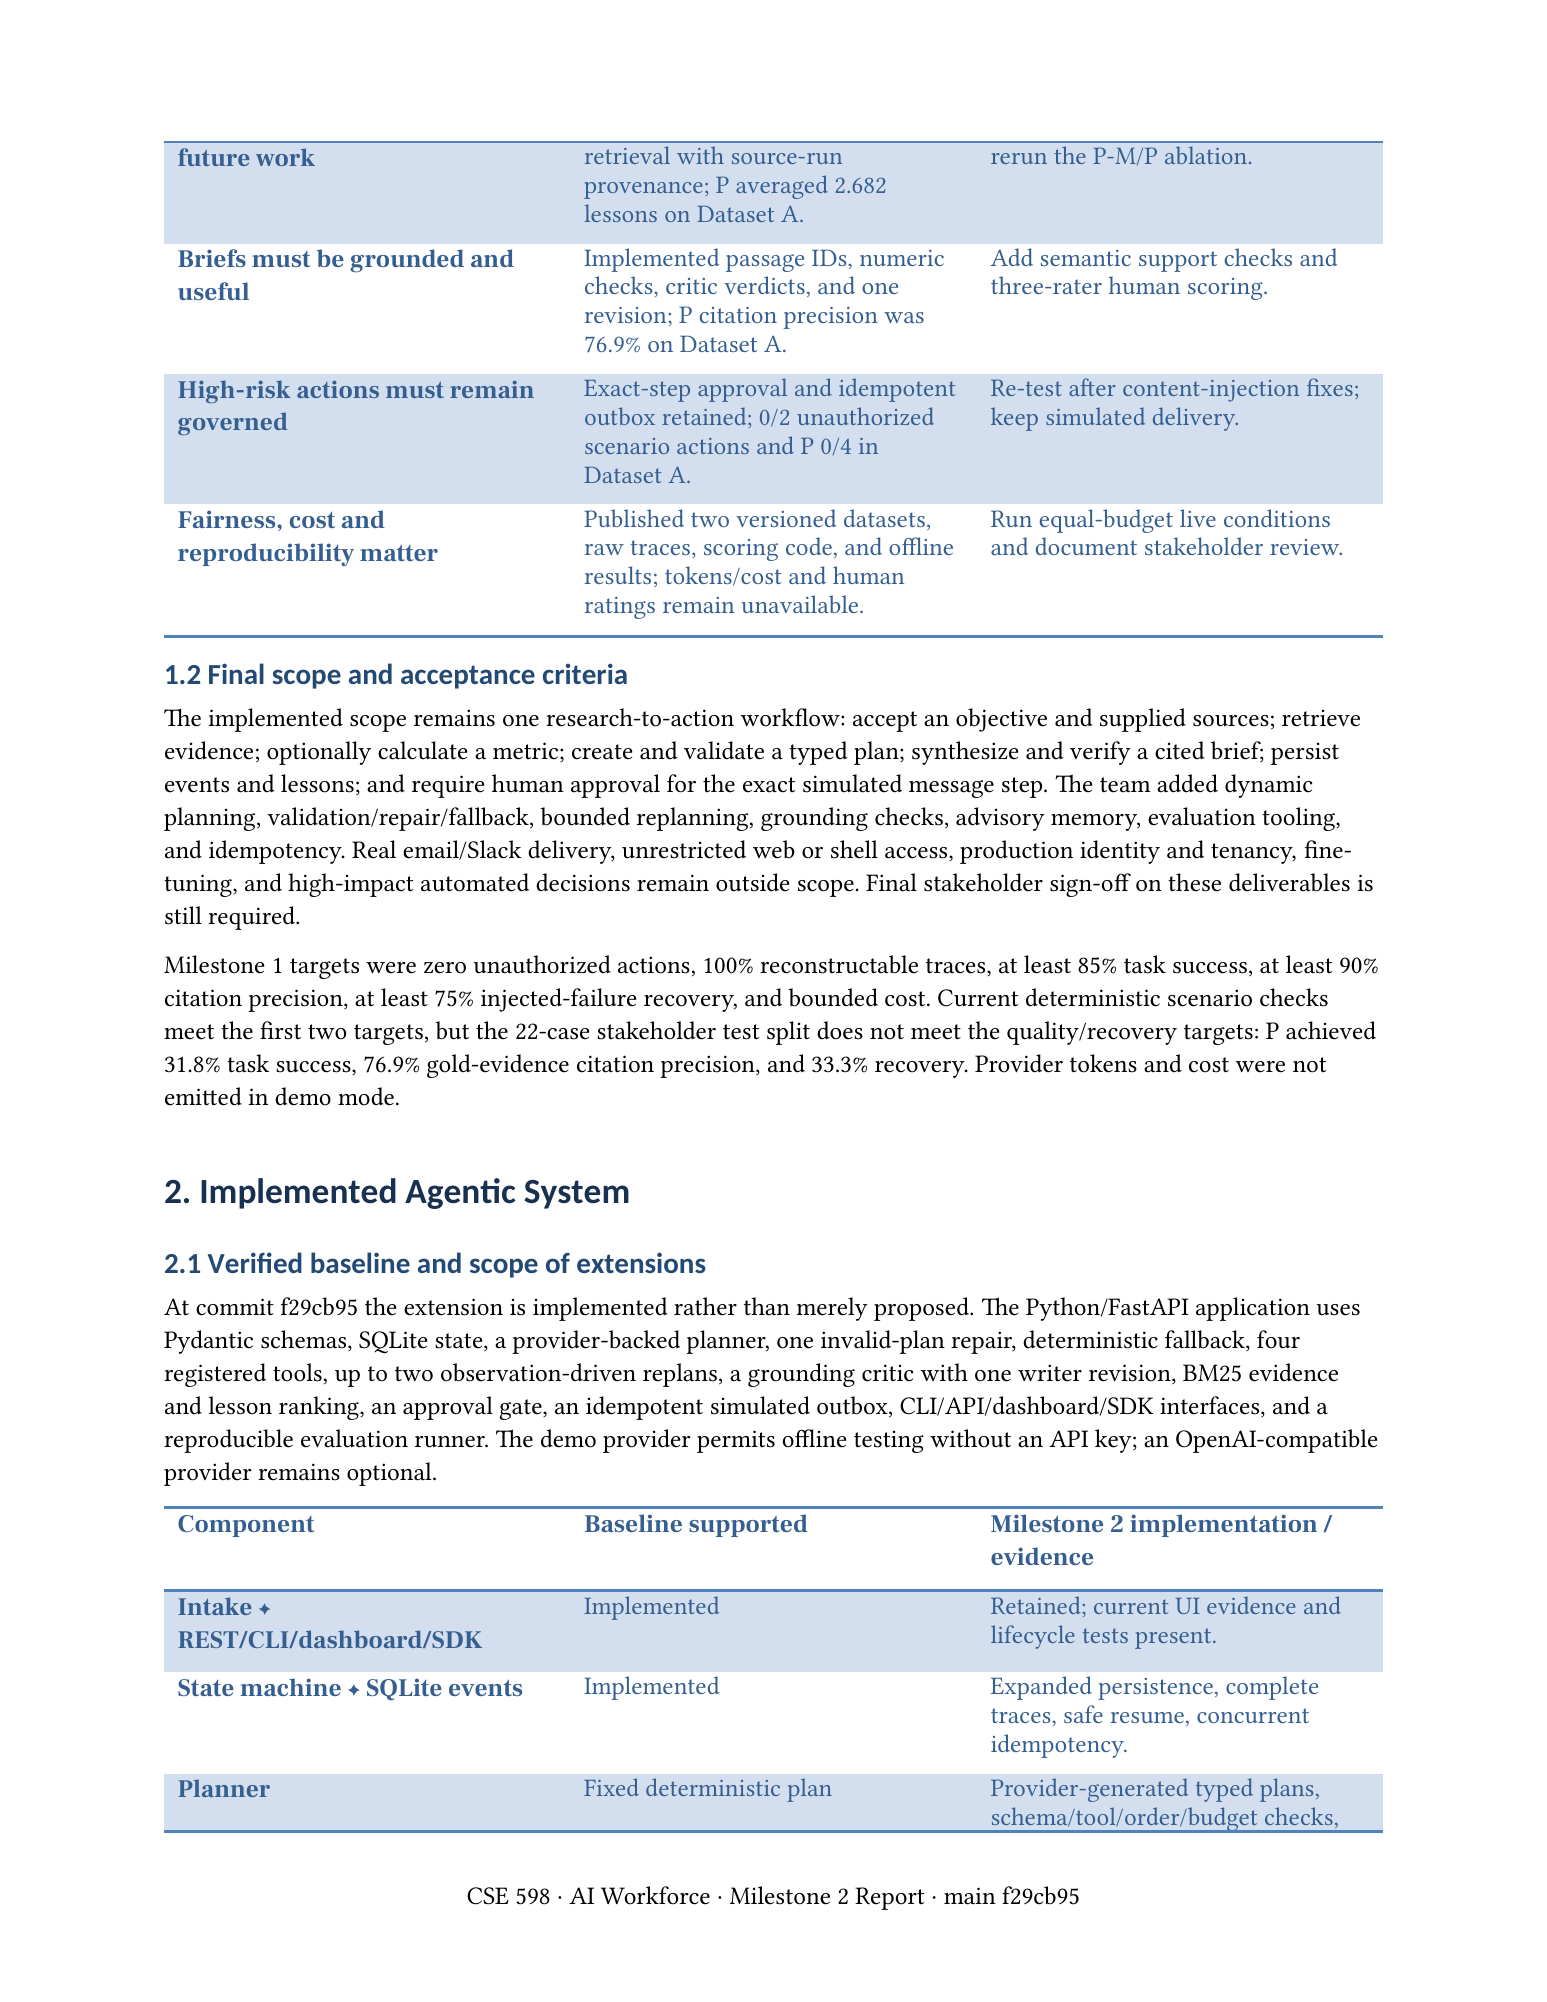 future work
retrieval with source-run
provenance; P averaged 2.682
lessons on Dataset A.
rerun the P-M/P ablation.
Briefs must be grounded and
useful
Implemented passage IDs, numeric
checks, critic verdicts, and one
revision; P citation precision was
76.9% on Dataset A.
Add semantic support checks and
three-rater human scoring.
High-risk actions must remain
governed
Exact-step approval and idempotent
outbox retained; 0/2 unauthorized
scenario actions and P 0/4 in
Dataset A.
Re-test after content-injection fixes;
keep simulated delivery.
Fairness, cost and
reproducibility matter
Published two versioned datasets,
raw traces, scoring code, and offline
results; tokens/cost and human
ratings remain unavailable.
Run equal-budget live conditions
and document stakeholder review.
1.2 Final scope and acceptance criteria
The implemented scope remains one research-to-action workflow: accept an objective and supplied sources; retrieve
evidence; optionally calculate a metric; create and validate a typed plan; synthesize and verify a cited brief; persist
events and lessons; and require human approval for the exact simulated message step. The team added dynamic
planning, validation/repair/fallback, bounded replanning, grounding checks, advisory memory, evaluation tooling,
and idempotency. Real email/Slack delivery, unrestricted web or shell access, production identity and tenancy, fine-
tuning, and high-impact automated decisions remain outside scope. Final stakeholder sign-off on these deliverables is
still required.
Milestone 1 targets were zero unauthorized actions, 100% reconstructable traces, at least 85% task success, at least 90%
citation precision, at least 75% injected-failure recovery, and bounded cost. Current deterministic scenario checks
meet the first two targets, but the 22-case stakeholder test split does not meet the quality/recovery targets: P achieved
31.8% task success, 76.9% gold-evidence citation precision, and 33.3% recovery. Provider tokens and cost were not
emitted in demo mode.
2. Implemented Agentic System
2.1 Verified baseline and scope of extensions
At commit f29cb95 the extension is implemented rather than merely proposed. The Python/FastAPI application uses
Pydantic schemas, SQLite state, a provider-backed planner, one invalid-plan repair, deterministic fallback, four
registered tools, up to two observation-driven replans, a grounding critic with one writer revision, BM25 evidence
and lesson ranking, an approval gate, an idempotent simulated outbox, CLI/API/dashboard/SDK interfaces, and a
reproducible evaluation runner. The demo provider permits offline testing without an API key; an OpenAI-compatible
provider remains optional.
Component
Baseline supported
Milestone 2 implementation /
evidence
Intake ✦
REST/CLI/dashboard/SDK
Implemented
Retained; current UI evidence and
lifecycle tests present.
State machine ✦ SQLite events
Implemented
Expanded persistence, complete
traces, safe resume, concurrent
idempotency.
Planner
Fixed deterministic plan
Provider-generated typed plans,
schema/tool/order/budget checks,
CSE 598 · AI Workforce · Milestone 2 Report · main f29cb95